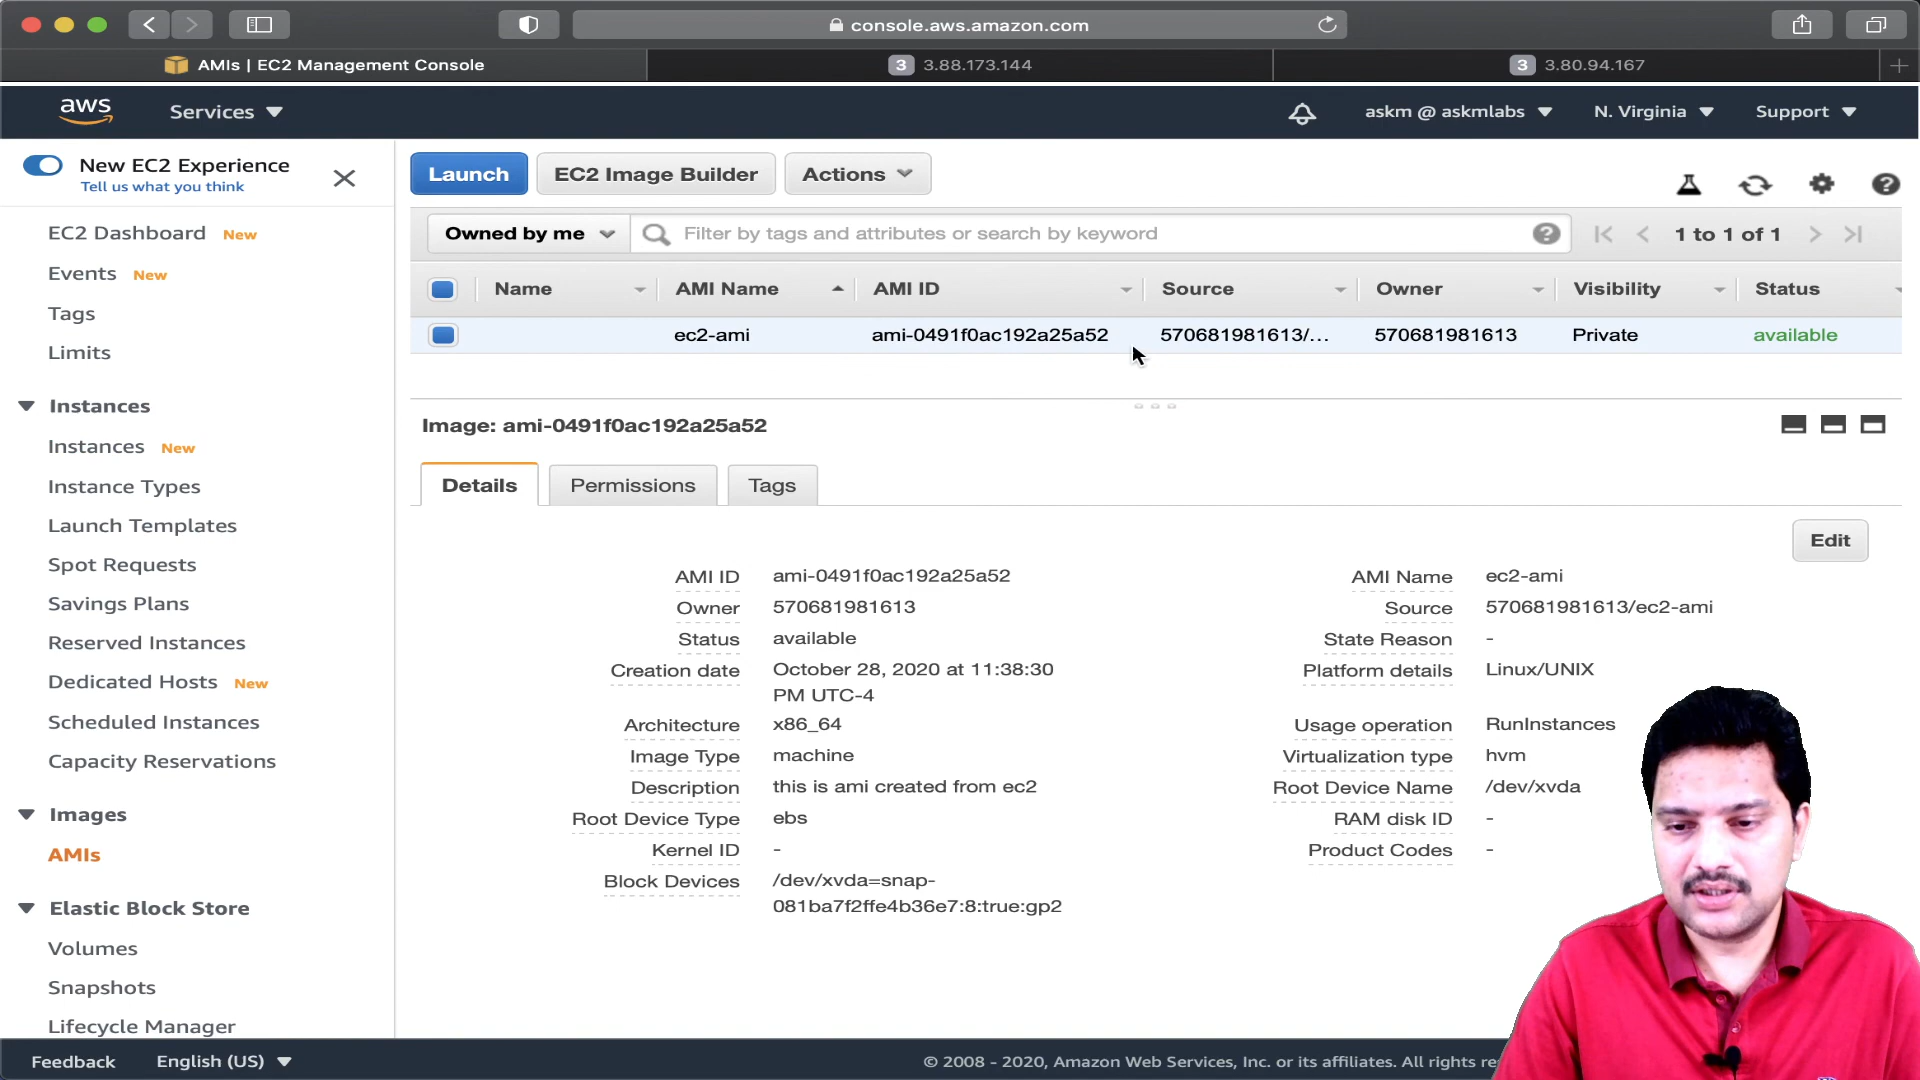 console.aws.amazon.com
AMIs | EC2 Management Console
3 3.88.173.144
3 3.80.94.167
aws
Services
askm @ askmlabs
N. Virginia
Support
New EC2 Experience
Tell us what you think
EC2 Dashboard New
Events New
Tags
Limits
Instances
Instances New
Instance Types
Launch Templates
Spot Requests
Savings Plans
Reserved Instances
Dedicated Hosts New
Scheduled Instances
Capacity Reservations
Images
AMIs
Elastic Block Store
Volumes
Snapshots
Lifecycle Manager
Launch
EC2 Image Builder
Actions
Owned by me
Filter by tags and attributes or search by keyword
1 to 1 of 1
Name AMI Name AMI ID Source Owner Visibility Status
ec2-ami ami-0491f0ac192a25a52 570681981613/... 570681981613 Private available
Image: ami-0491f0ac192a25a52
Details Permissions Tags
Edit
AMI ID ami-0491f0ac192a25a52
Owner 570681981613
Status available
Creation date October 28, 2020 at 11:38:30
PM UTC-4
Architecture x86_64
Image Type machine
Description this is ami created from ec2
Root Device Type ebs
Kernel ID -
Block Devices /dev/xvda=snap-
081ba7f2ffe4b36e7:8:true:gp2
AMI Name ec2-ami
Source 570681981613/ec2-ami
State Reason -
Platform details Linux/UNIX
Usage operation RunInstances
Virtualization type hvm
Root Device Name /dev/xvda
RAM disk ID -
Product Codes -
Feedback
English (US)
© 2008 - 2020, Amazon Web Services, Inc. or its affiliates. All rights